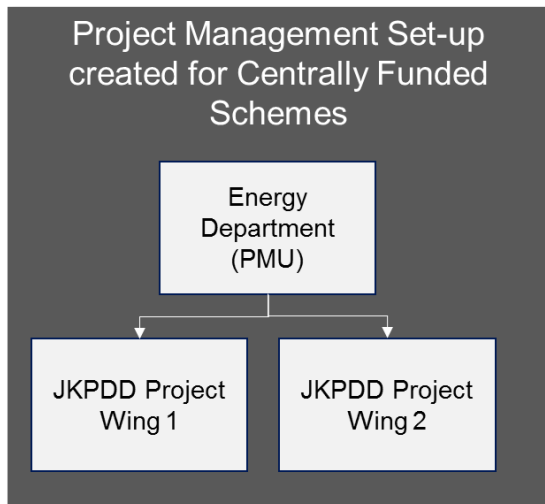 Project Management Set-up
created for Centrally Funded
Schemes
Energy
Department
(PMU)
JKPDD Project
Wing 1
JKPDD Project
Wing 2